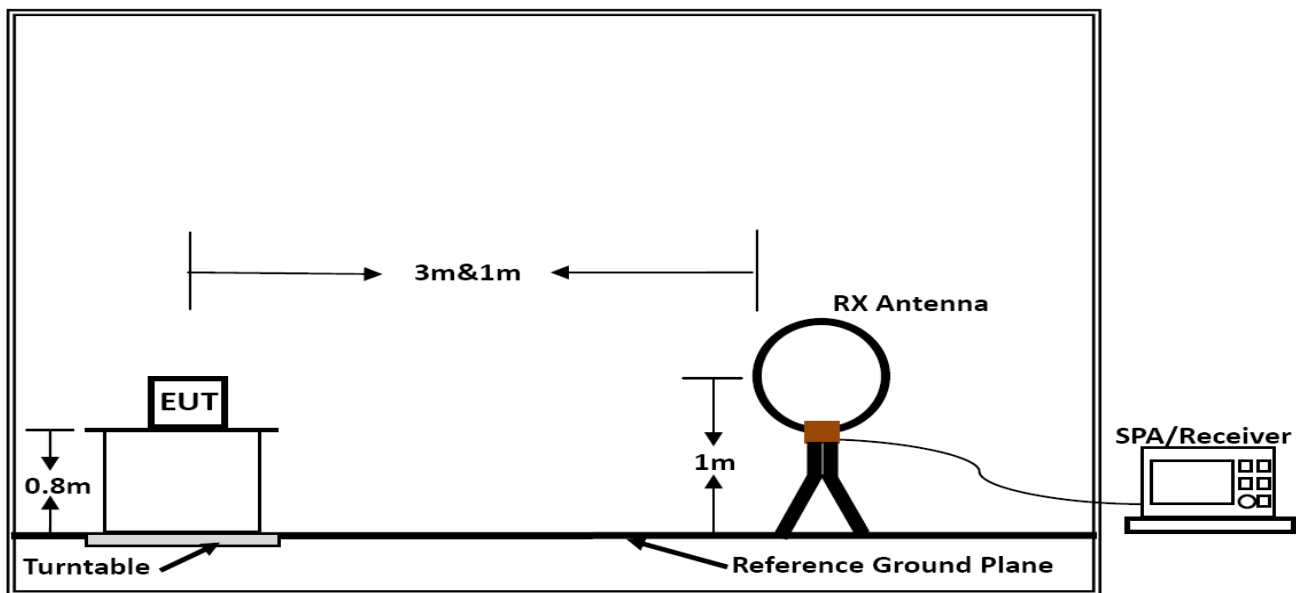 3m&1m
RX Antenna
EUT
SPA/Receiver
1m
0.8m
Turntable
Reference Ground Plane